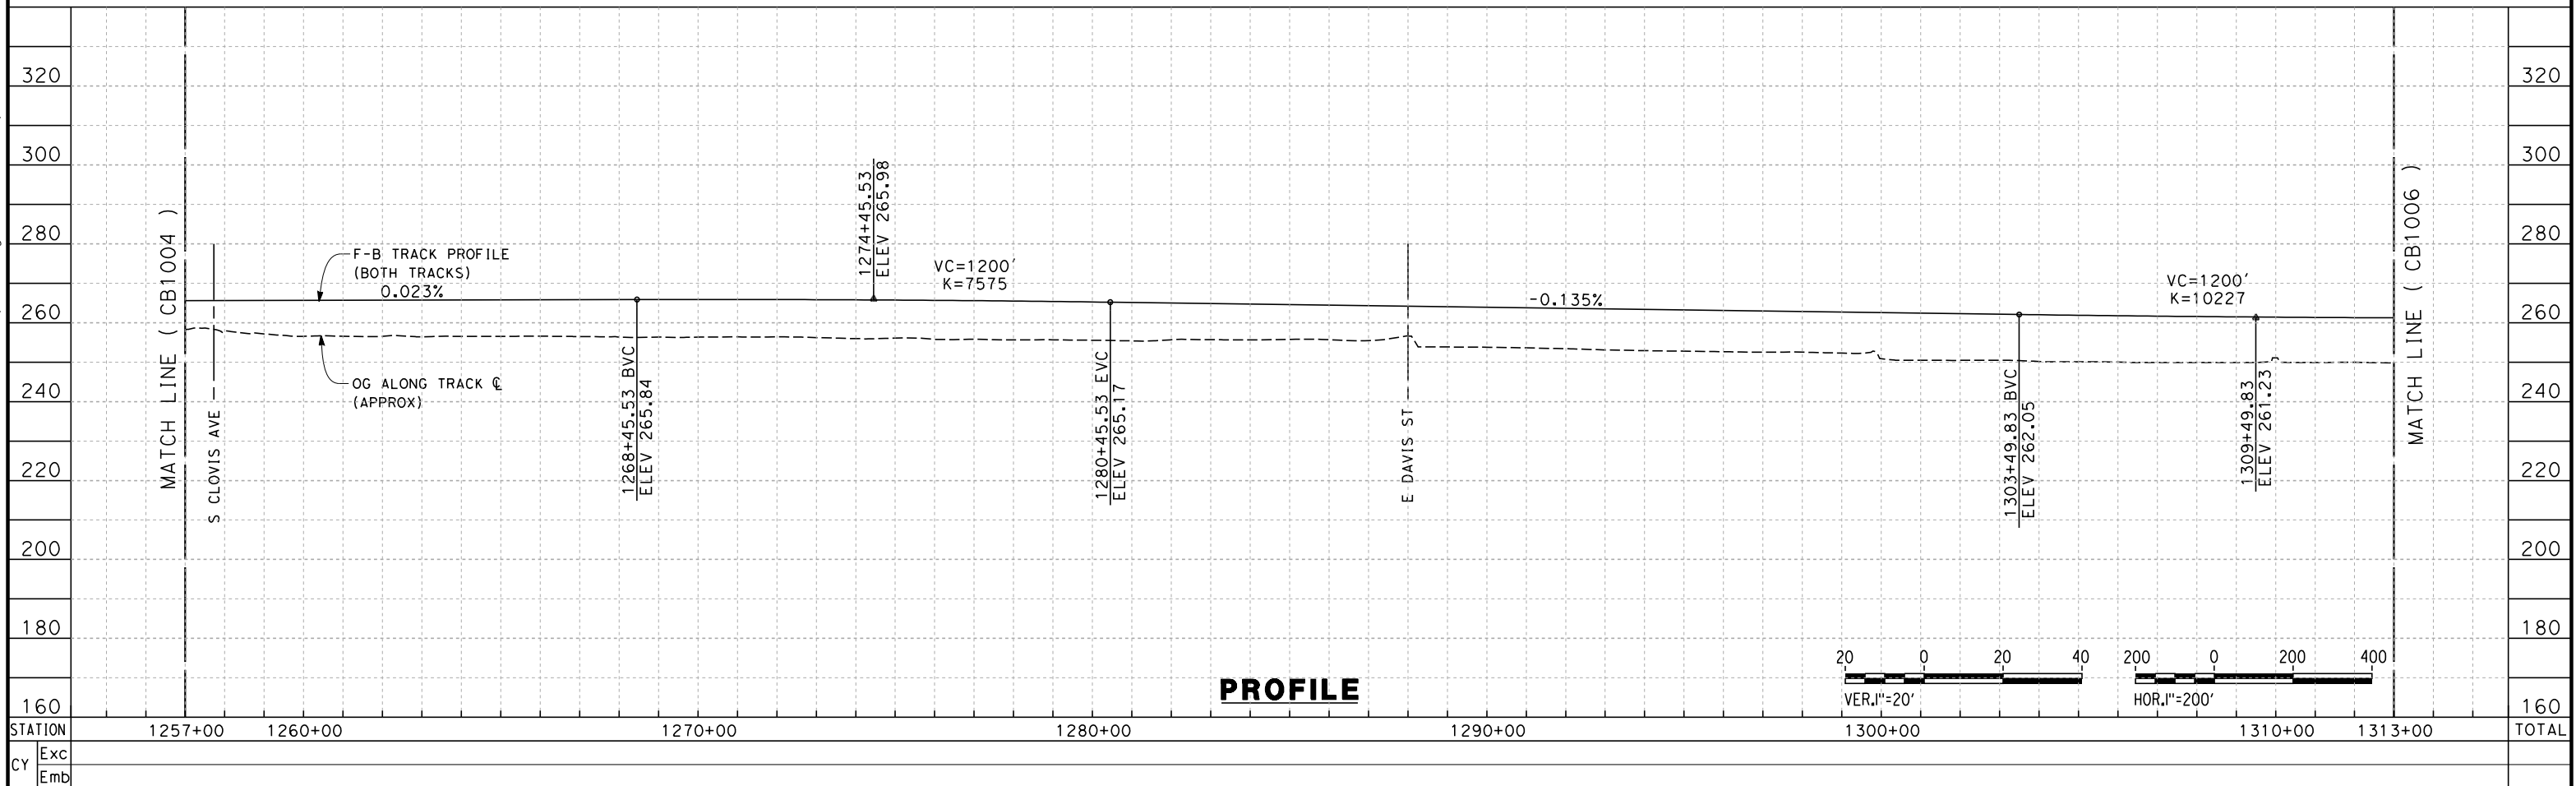 320
300
280
260
240
220
200
180
160
MATCH LINE ( CB1004 )
S CLOVIS AVE
F-B TRACK PROFILE
(BOTH TRACKS)
0.023%
OG ALONG TRACK ℄
(APPROX)
1268+45.53 BVC
ELEV 265.84
1274+45.53
ELEV 265.98
VC=1200'
K=7575
1280+45.53 EVC
ELEV 265.17
E DAVIS ST
-0.135%
1303+49.83 BVC
ELEV 262.05
VC=1200'
K=10227
1309+49.83
ELEV 261.23
MATCH LINE ( CB1006 )
320
300
280
260
240
220
200
180
160
PROFILE
20 0 20 40
VER.1"=20'
200 0 200 400
HOR.1"=200'
STATION 1257+00 1260+00 1270+00 1280+00 1290+00 1300+00 1310+00 1313+00 TOTAL
CY
Exc
Emb